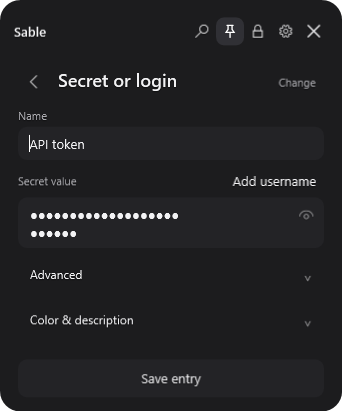 Sable
Secret or login
Change
Name
API token
Secret value
Add username
●●●●●●●●●●●●●●●●●●●
●●●●●●
Advanced
Color & description
Save entry